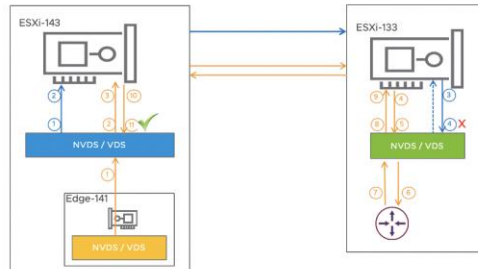 ESXi-143
ESXi-133
2
3
10
9
4
3
1
2
11
8
5
4
X
NVDS / VDS
NVDS / VDS
1
7
6
Edge-141
NVDS / VDS